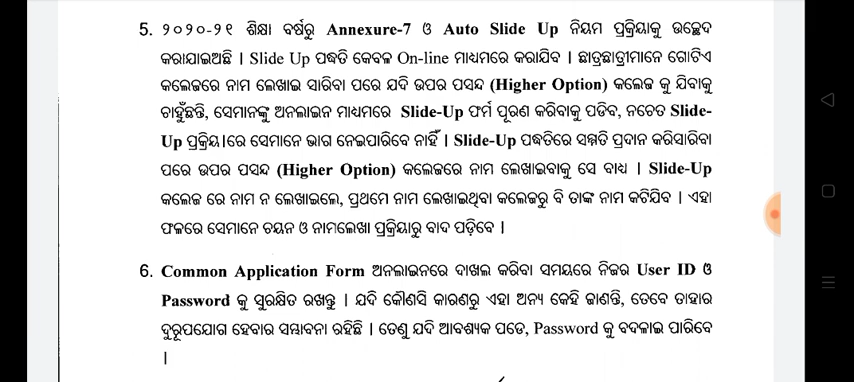 5. ୨୦୨୦-୨୧ ଶିକ୍ଷା ବର୍ଷରୁ Annexure-7 ଓ Auto Slide Up ନିୟମ ପ୍ରକ୍ରିୟାକୁ ଉଚ୍ଛେଦ
କରାଯାଇଅଛି । Slide Up ପଦ୍ଧତି କେବଳ On-line ମାଧ୍ୟମରେ କରାଯିବ । ଛାତ୍ରଛାତ୍ରୀମାନେ ଗୋଟିଏ
କଲେଜରେ ନାମ ଲେଖାଇ ସାରିବା ପରେ ଯଦି ଉପର ପସନ୍ଦ (Higher Option) କଲେଜ କୁ ଯିବାକୁ
ଚାହୁଁଛନ୍ତି, ସେମାନଙ୍କୁ ଅନଲାଇନ ମାଧ୍ୟମରେ Slide-Up ଫର୍ମ ପୂରଣ କରିବାକୁ ପଡିବ, ନଚେତ Slide-
Up ପ୍ରକ୍ରିୟାରେ ସେମାନେ ଭାଗ ନେଇପାରିବେ ନାହିଁ । Slide-Up ପଦ୍ଧତିରେ ସମ୍ମତି ପ୍ରଦାନ କରିସାରିବା
ପରେ ଉପର ପସନ୍ଦ (Higher Option) କଲେଜରେ ନାମ ଲେଖାଇବାକୁ ସେ ବାଧ୍ୟ । Slide-Up
କଲେଜ ରେ ନାମ ନ ଲେଖାଇଲେ, ପ୍ରଥମେ ନାମ ଲେଖାଇଥିବା କଲେଜରୁ ବି ତାଙ୍କ ନାମ କଟିଯିବ । ଏହା
ଫଳରେ ସେମାନେ ଚୟନ ଓ ନାମଲେଖା ପ୍ରକ୍ରିୟାରୁ ବାଦ ପଡ଼ିବେ ।
6. Common Application Form ଅନଲାଇନରେ ଦାଖଲ କରିବା ସମୟରେ ନିଜର User ID ଓ
Password କୁ ସୁରକ୍ଷିତ ରଖନ୍ତୁ । ଯଦି କୌଣସି କାରଣରୁ ଏହା ଅନ୍ୟ କେହି ଜାଣନ୍ତି, ତେବେ ତାହାର
ଦୁରୂପଯୋଗ ହେବାର ସମ୍ଭାବନା ରହିଛି । ତେଣୁ ଯଦି ଆବଶ୍ୟକ ପଡେ, Password କୁ ବଦଳାଇ ପାରିବେ
।